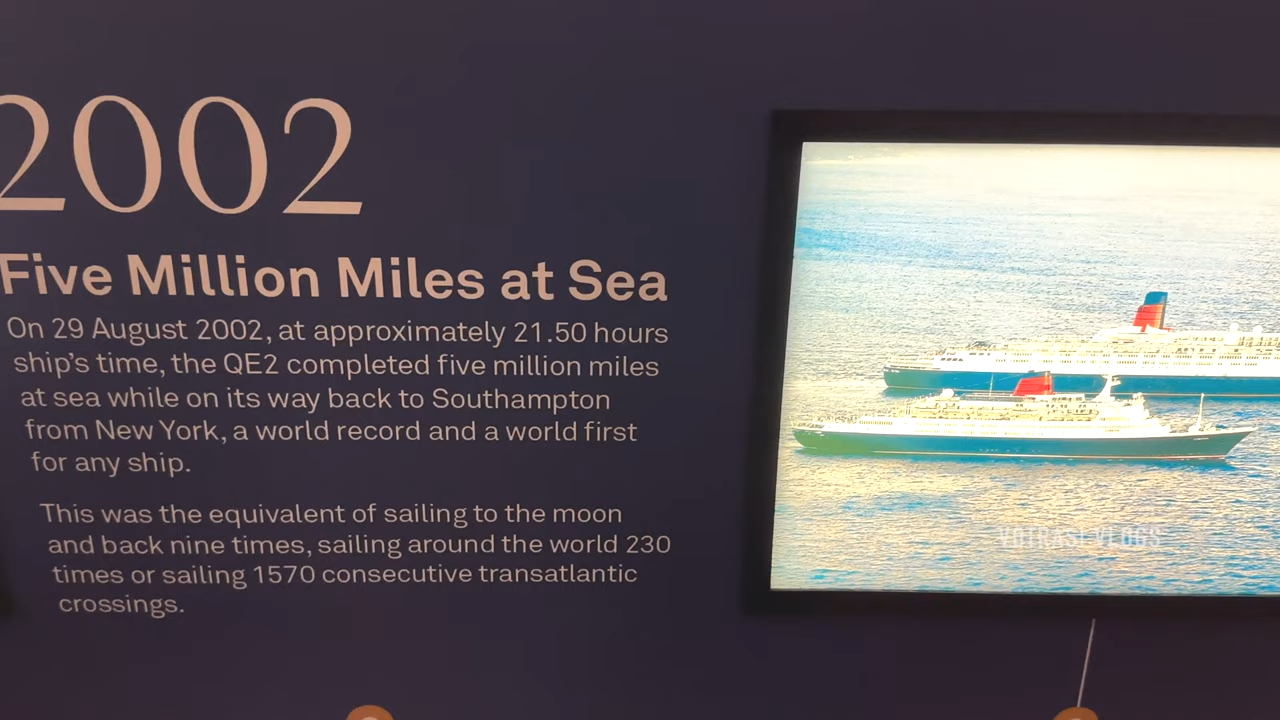 2002
Five Million Miles at Sea
On 29 August 2002, at approximately 21.50 hours
ship's time, the QE2 completed five million miles
at sea while on its way back to Southampton
from New York, a world record and a world first
for any ship.
This was the equivalent of sailing to the moon
and back nine times, sailing around the world 230
times or sailing 1570 consecutive transatlantic
crossings.
VOTRASI VLOGS